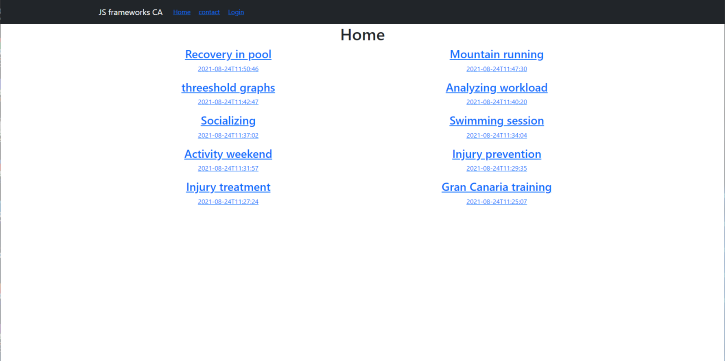 JS frameworks CA Home contact Login
Home
Recovery in pool Mountain running
2021-08-24T11:50:46 2021-08-24T11:47:30
threeshold graphs Analyzing workload
2021-08-24T11:42:47 2021-08-24T11:40:20
Socializing Swimming session
2021-08-24T11:37:02 2021-08-24T11:34:04
Activity weekend Injury prevention
2021-08-24T11:31:57 2021-08-24T11:29:35
Injury treatment Gran Canaria training
2021-08-24T11:27:24 2021-08-24T11:25:07